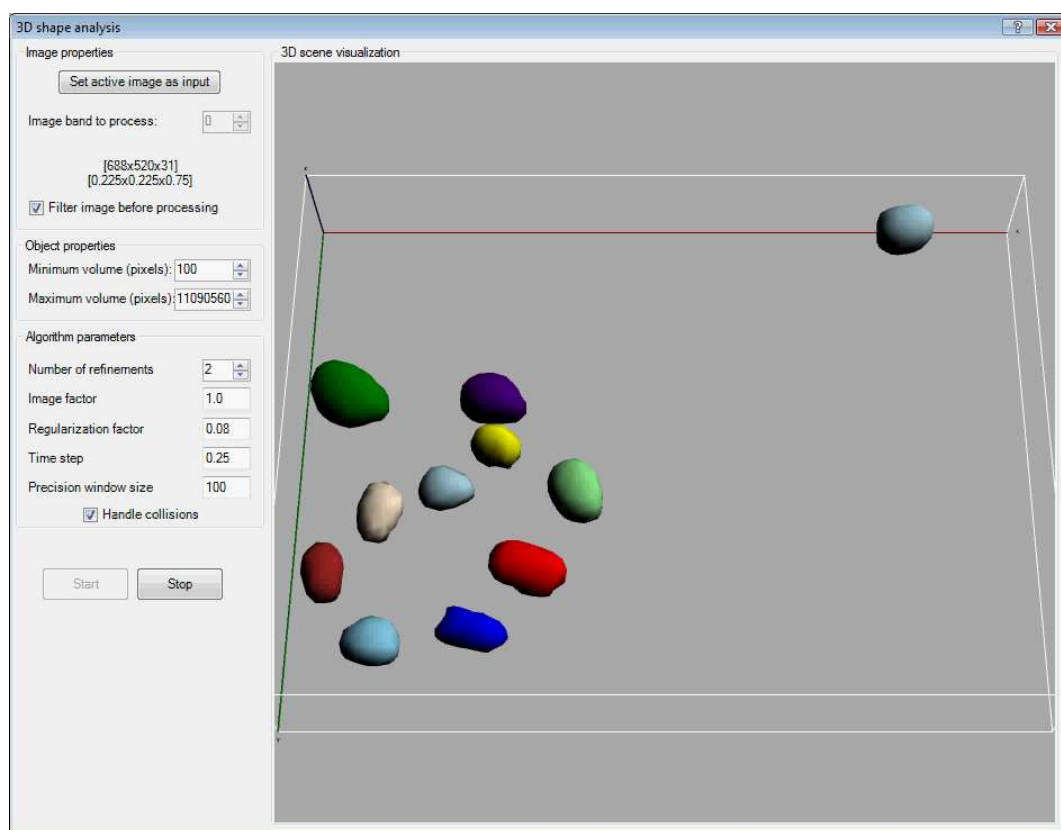 3D shape analysis
Image properties
Set active image as input
Image band to process: 0
[688x520x31]
[0.225x0.225x0.75]
Filter image before processing
Object properties
Minimum volume (pixels): 100
Maximum volume (pixels): 11090560
Algorithm parameters
Number of refinements 2
Image factor 1.0
Regularization factor 0.08
Time step 0.25
Precision window size 100
Handle collisions
Start Stop
3D scene visualization